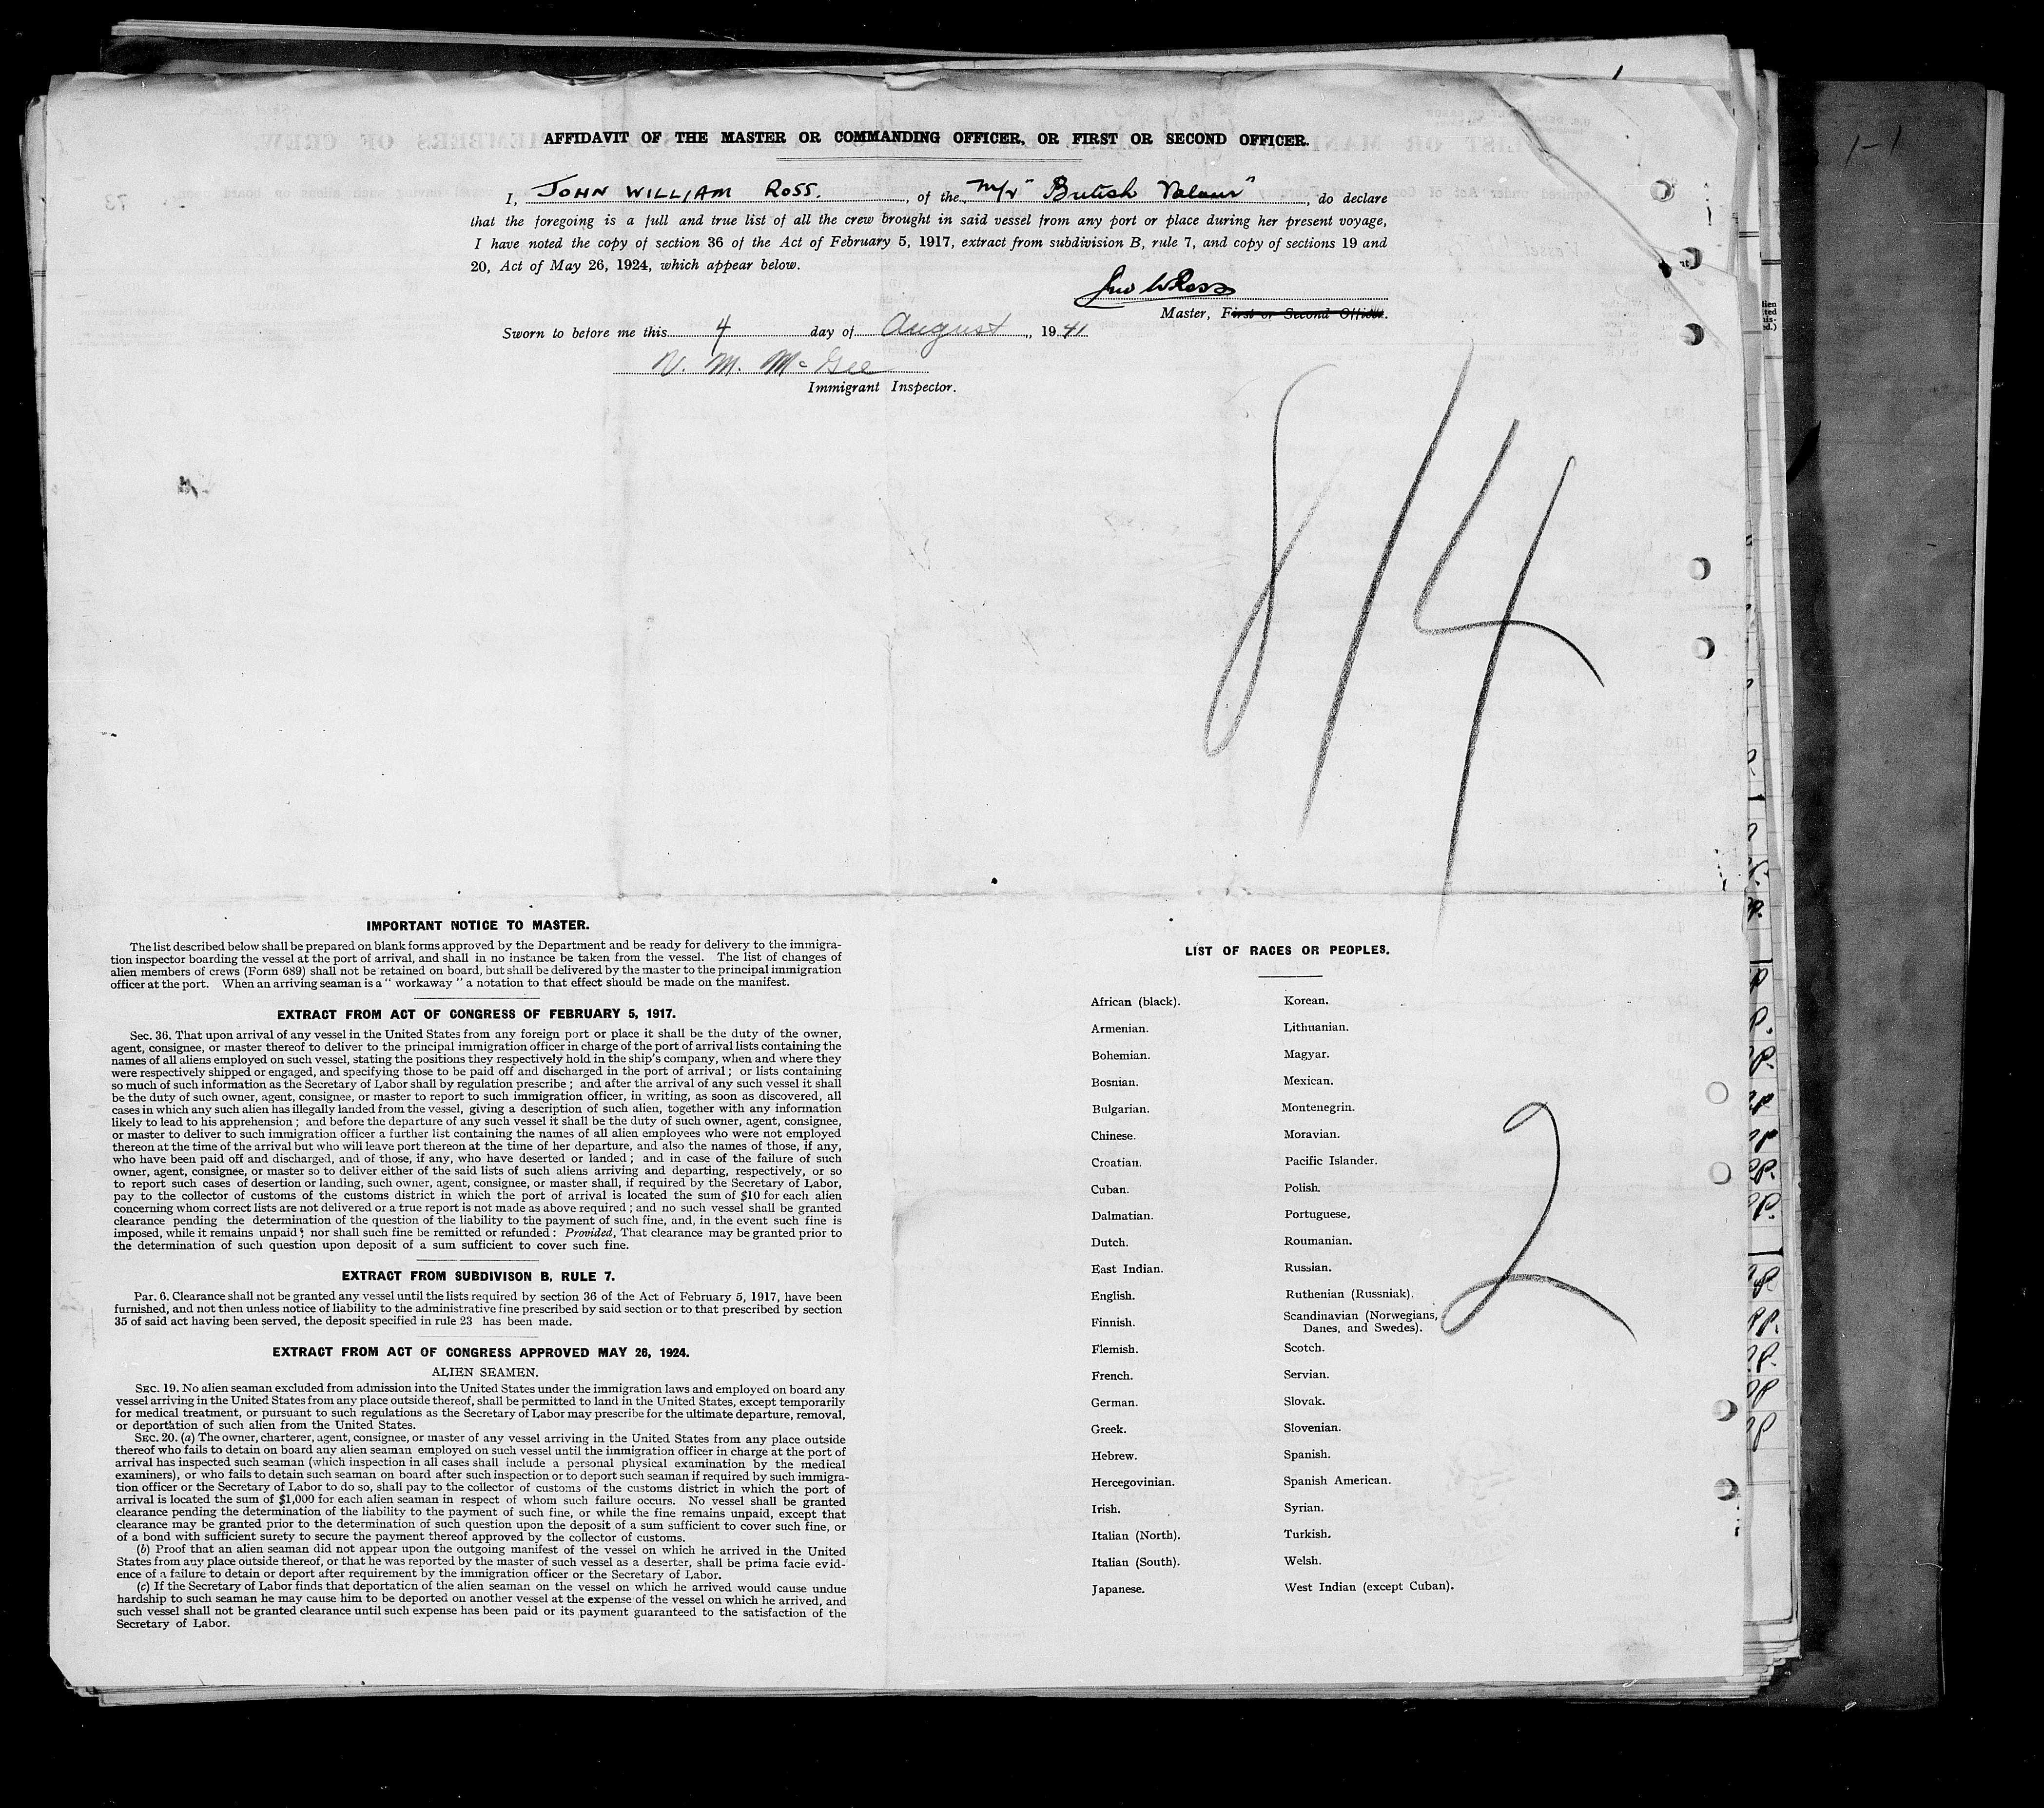 AFFIDAVIT OF THE MASTER OR COMMANDING OFFICER, OR FIRST OR SECOND OFFICER.
I, JOHN WILLIAM ROSS. , of the M/V "British Valour" , do declare
that the foregoing is a full and true list of all the crew brought in said vessel from any port or place during her present voyage,
I have noted the copy of section 36 of the Act of February 5, 1917, extract from subdivision B, rule 7, and copy of sections 19 and
20, Act of May 26, 1924, which appear below.
Jno W Ross
Master, First or Second Officer.
Sworn to before me this 4 day of August , 1941
V. M. McGee
Immigrant Inspector.
8/4
1-1
IMPORTANT NOTICE TO MASTER.
The list described below shall be prepared on blank forms approved by the Department and be ready for delivery to the immigra-
tion inspector boarding the vessel at the port of arrival, and shall in no instance be taken from the vessel. The list of changes of
alien members of crews (Form 689) shall not be retained on board, but shall be delivered by the master to the principal immigration
officer at the port. When an arriving seaman is a " workaway " a notation to that effect should be made on the manifest.
EXTRACT FROM ACT OF CONGRESS OF FEBRUARY 5, 1917.
Sec. 36. That upon arrival of any vessel in the United States from any foreign port or place it shall be the duty of the owner,
agent, consignee, or master thereof to deliver to the principal immigration officer in charge of the port of arrival lists containing the
names of all aliens employed on such vessel, stating the positions they respectively hold in the ship's company, when and where they
were respectively shipped or engaged, and specifying those to be paid off and discharged in the port of arrival ; or lists containing
so much of such information as the Secretary of Labor shall by regulation prescribe ; and after the arrival of any such vessel it shall
be the duty of such owner, agent, consignee, or master to report to such immigration officer, in writing, as soon as discovered, all
cases in which any such alien has illegally landed from the vessel, giving a description of such alien, together with any information
likely to lead to his apprehension ; and before the departure of any such vessel it shall be the duty of such owner, agent, consignee,
or master to deliver to such immigration officer a further list containing the names of all alien employees who were not employed
thereon at the time of the arrival but who will leave port thereon at the time of her departure, and also the names of those, if any,
who have been paid off and discharged, and of those, if any, who have deserted or landed ; and in case of the failure of such
owner, agent, consignee, or master so to deliver either of the said lists of such aliens arriving and departing, respectively, or so
to report such cases of desertion or landing, such owner, agent, consignee, or master shall, if required by the Secretary of Labor,
pay to the collector of customs of the customs district in which the port of arrival is located the sum of $10 for each alien
concerning whom correct lists are not delivered or a true report is not made as above required ; and no such vessel shall be granted
clearance pending the determination of the question of the liability to the payment of such fine, and, in the event such fine is
imposed, while it remains unpaid ; nor shall such fine be remitted or refunded : Provided, That clearance may be granted prior to
the determination of such question upon deposit of a sum sufficient to cover such fine.
EXTRACT FROM SUBDIVISON B, RULE 7.
Par. 6. Clearance shall not be granted any vessel until the lists required by section 36 of the Act of February 5, 1917, have been
furnished, and not then unless notice of liability to the administrative fine prescribed by said section or to that prescribed by section
35 of said act having been served, the deposit specified in rule 23 has been made.
EXTRACT FROM ACT OF CONGRESS APPROVED MAY 26, 1924.
ALIEN SEAMEN.
SEC. 19. No alien seaman excluded from admission into the United States under the immigration laws and employed on board any
vessel arriving in the United States from any place outside thereof, shall be permitted to land in the United States, except temporarily
for medical treatment, or pursuant to such regulations as the Secretary of Labor may prescribe for the ultimate departure, removal,
or deportation of such alien from the United States.
SEC. 20. (a) The owner, charterer, agent, consignee, or master of any vessel arriving in the United States from any place outside
thereof who fails to detain on board any alien seaman employed on such vessel until the immigration officer in charge at the port of
arrival has inspected such seaman (which inspection in all cases shall include a personal physical examination by the medical
examiners), or who fails to detain such seaman on board after such inspection or to deport such seaman if required by such immigra-
tion officer or the Secretary of Labor to do so, shall pay to the collector of customs of the customs district in which the port of
arrival is located the sum of $1,000 for each alien seaman in respect of whom such failure occurs. No vessel shall be granted
clearance pending the determination of the liability to the payment of such fine, or while the fine remains unpaid, except that
clearance may be granted prior to the determination of such question upon the deposit of a sum sufficient to cover such fine, or
of a bond with sufficient surety to secure the payment thereof approved by the collector of customs.
(b) Proof that an alien seaman did not appear upon the outgoing manifest of the vessel on which he arrived in the United
States from any place outside thereof, or that he was reported by the master of such vessel as a deserter, shall be prima facie evid-
ence of a failure to detain or deport after requirement by the immigration officer or the Secretary of Labor.
(c) If the Secretary of Labor finds that deportation of the alien seaman on the vessel on which he arrived would cause undue
hardship to such seaman he may cause him to be deported on another vessel at the expense of the vessel on which he arrived, and
such vessel shall not be granted clearance until such expense has been paid or its payment guaranteed to the satisfaction of the
Secretary of Labor.
LIST OF RACES OR PEOPLES.
African (black). Korean.
Armenian. Lithuanian.
Bohemian. Magyar.
Bosnian. Mexican.
Bulgarian. Montenegrin.
Chinese. Moravian.
Croatian. Pacific Islander.
Cuban. Polish.
Dalmatian. Portuguese.
Dutch. Roumanian.
East Indian. Russian.
English. Ruthenian (Russniak).
Finnish. Scandinavian (Norwegians,
Danes, and Swedes).
Flemish. Scotch.
French. Servian.
German. Slovak.
Greek. Slovenian.
Hebrew. Spanish.
Hercegovinian. Spanish American.
Irish. Syrian.
Italian (North). Turkish.
Italian (South). Welsh.
Japanese. West Indian (except Cuban).
2